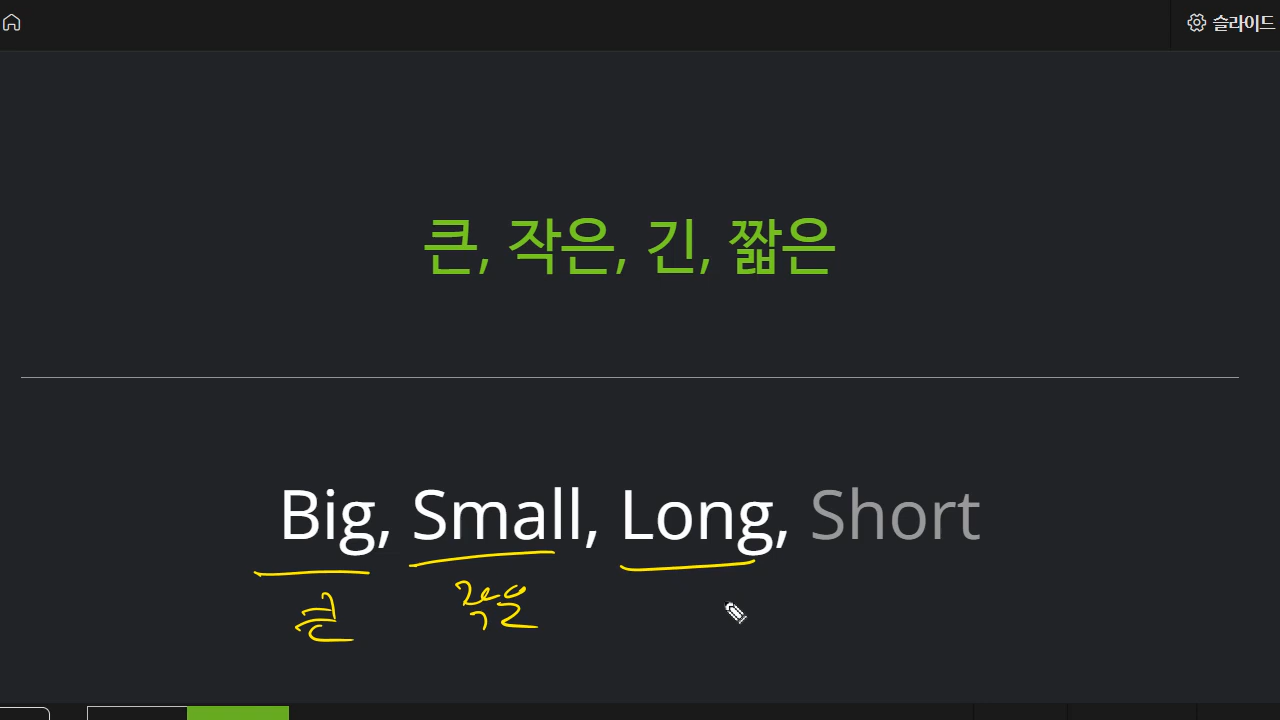 슬라이드
큰, 작은, 긴, 짧은
Big, Small, Long, Short
큰 작은